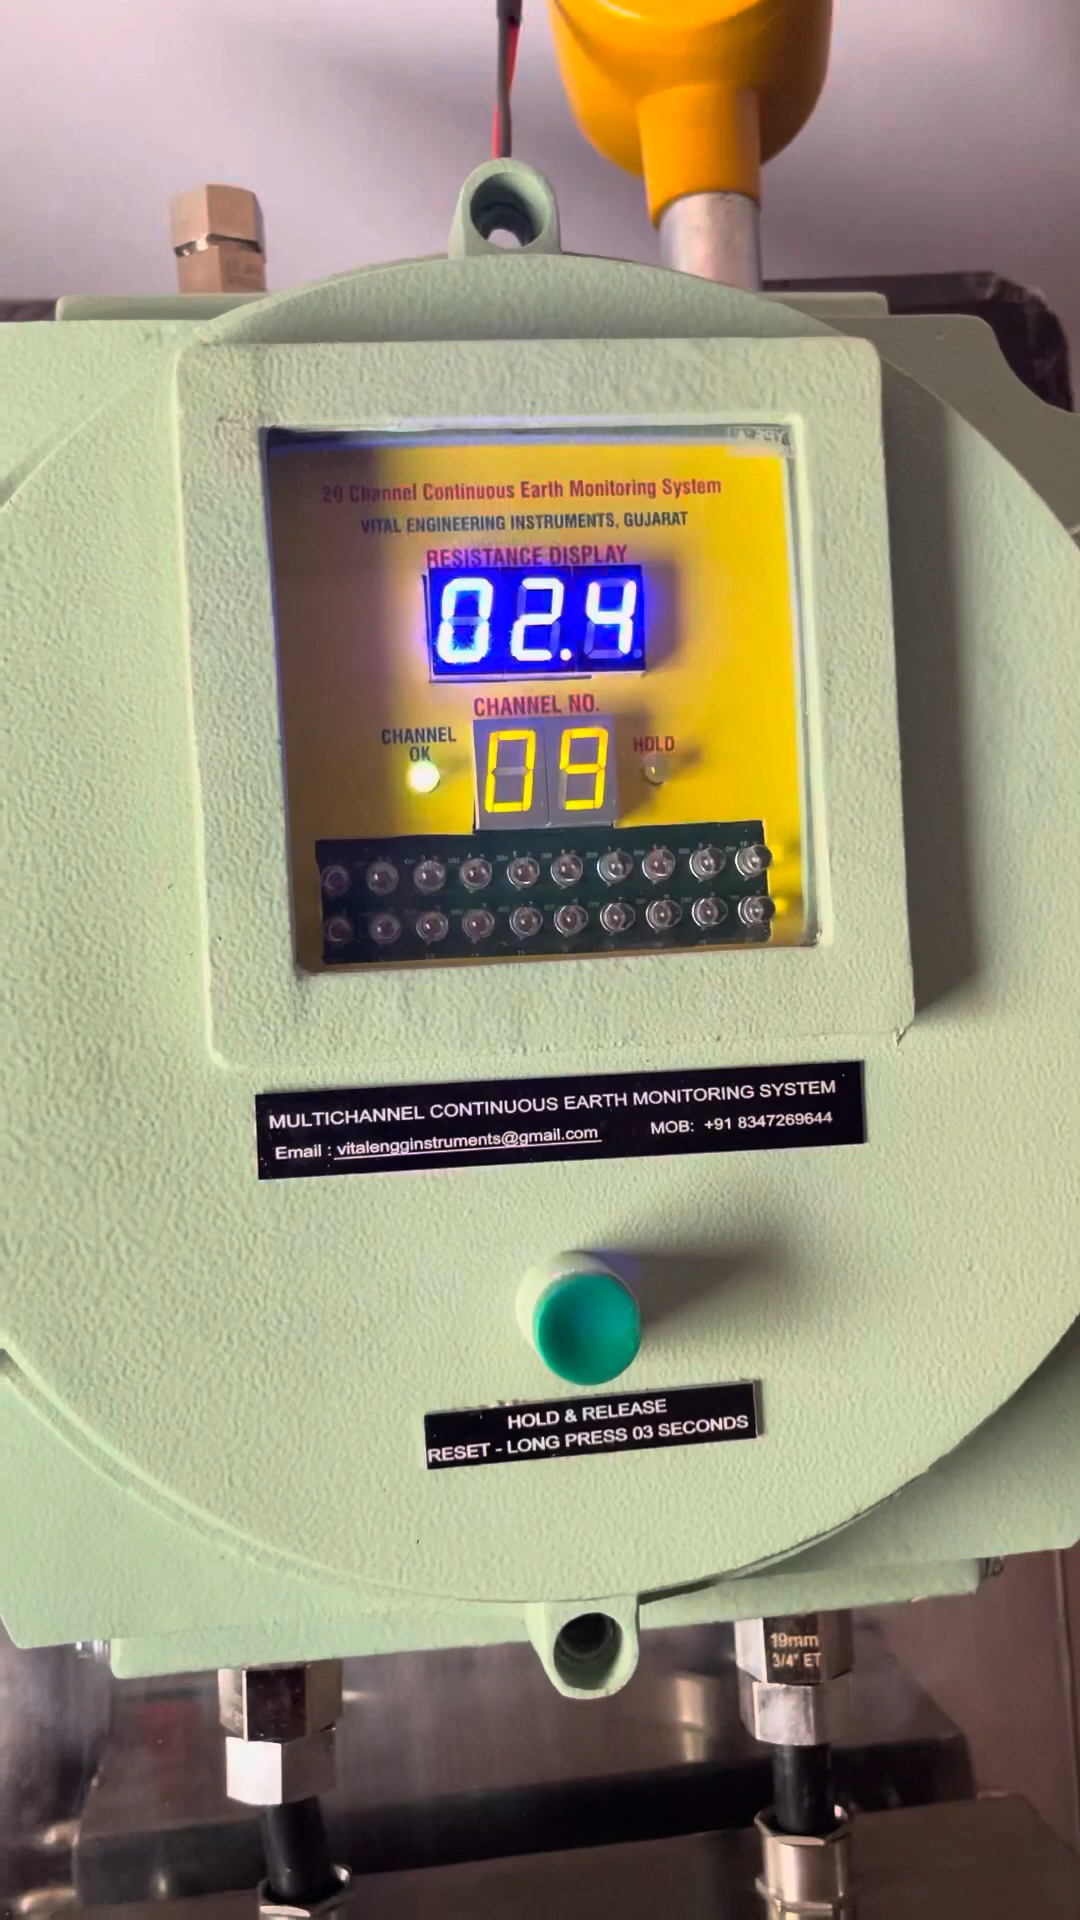 20 Channel Continuous Earth Monitoring System
VITAL ENGINEERING INSTRUMENTS, GUJARAT
RESISTANCE DISPLAY
02.4
CHANNEL NO.
CHANNEL OK
09
HOLD
MULTICHANNEL CONTINUOUS EARTH MONITORING SYSTEM
Email : vitalengginstruments@gmail.com MOB: +91 8347269644
HOLD & RELEASE
RESET - LONG PRESS 03 SECONDS
19mm
3/4" ET